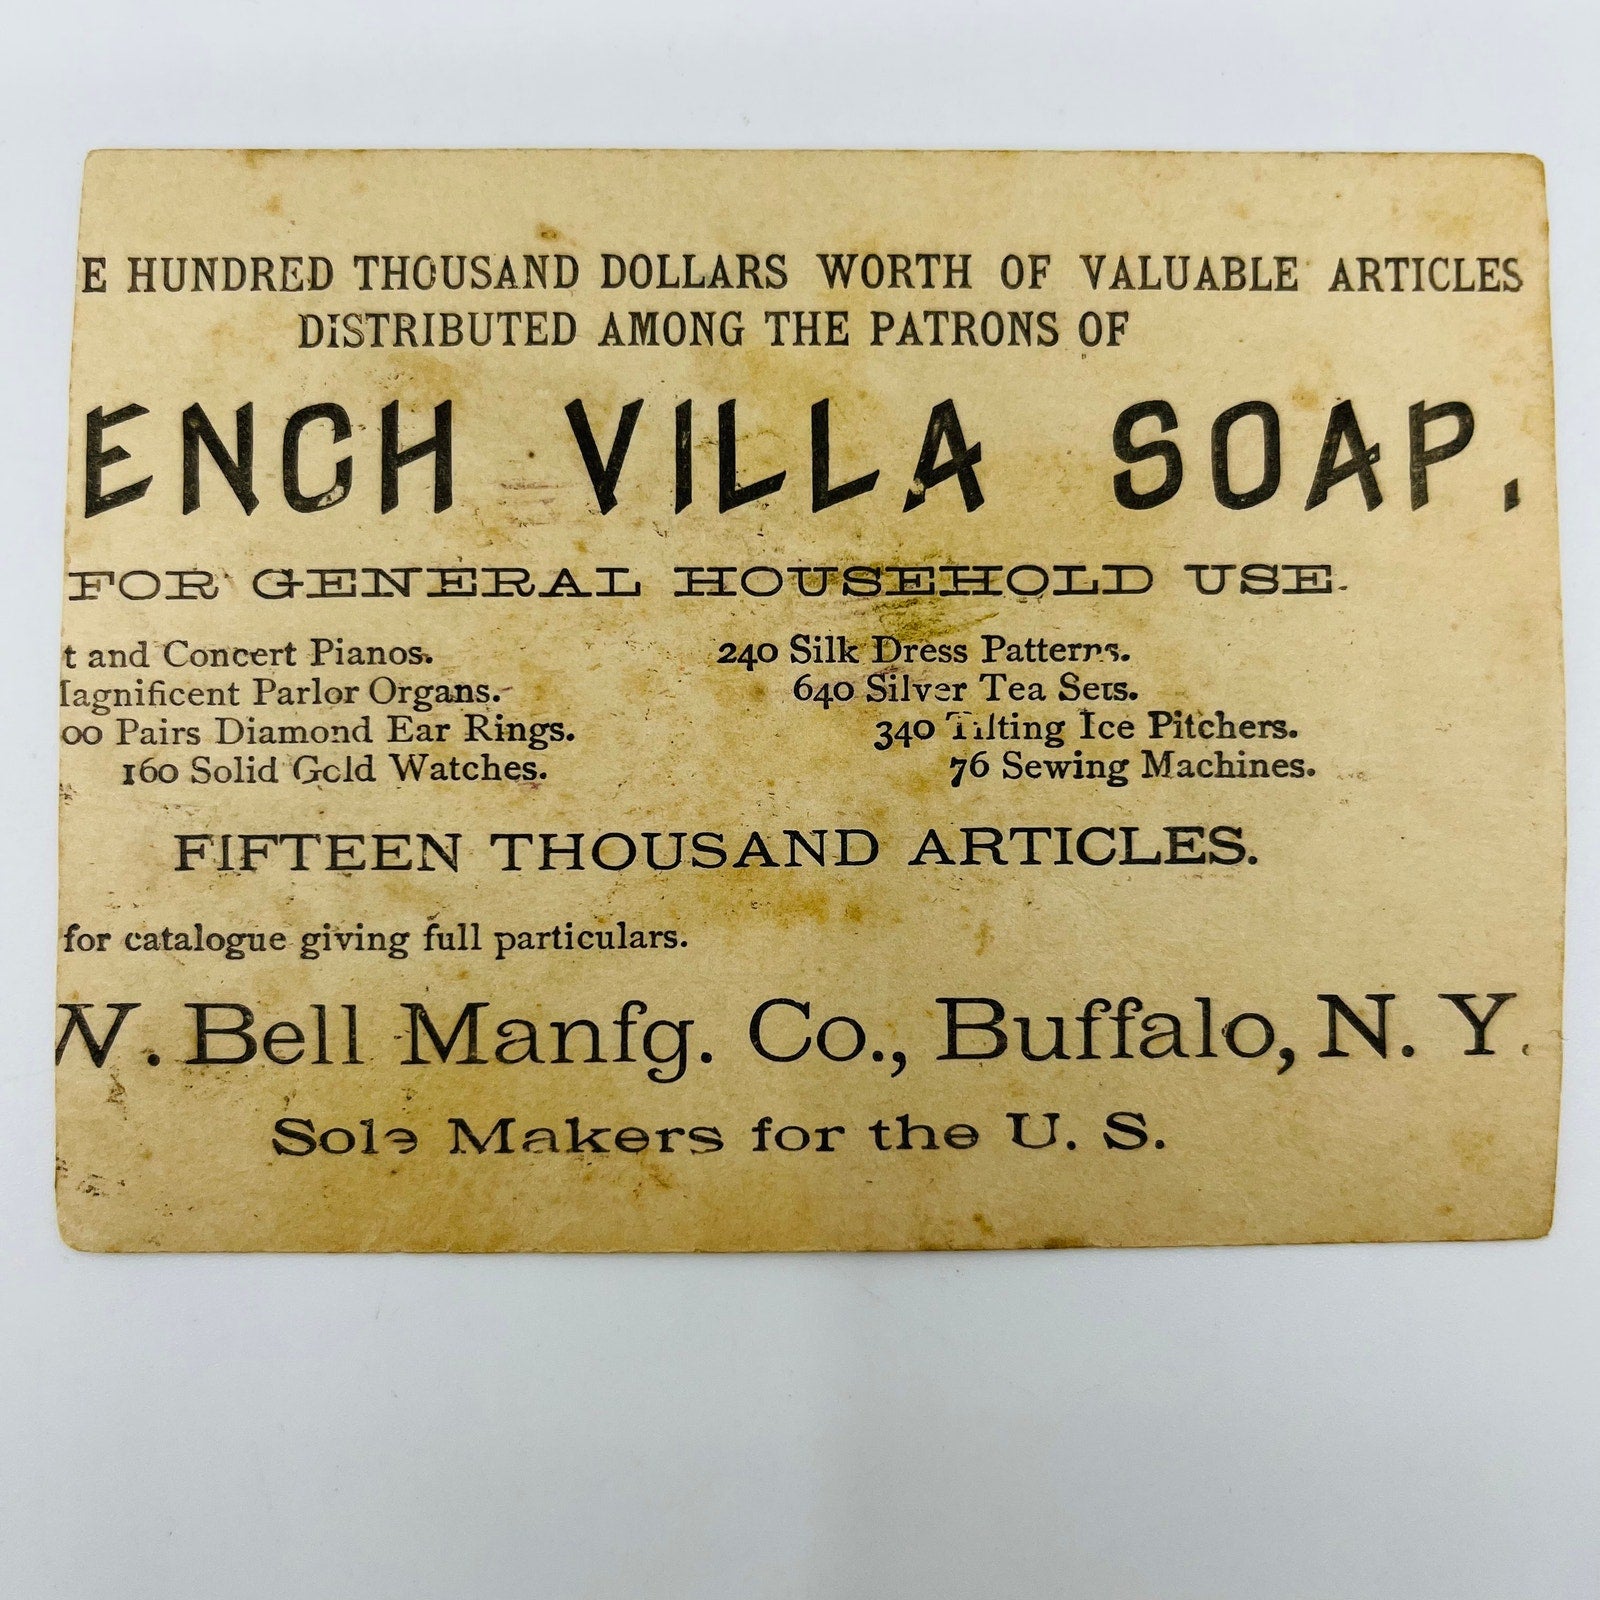 E HUNDRED THOUSAND DOLLARS WORTH OF VALUABLE ARTICLES
DISTRIBUTED AMONG THE PATRONS OF
ENCH VILLA SOAP.
FOR GENERAL HOUSEHOLD USE.
t and Concert Pianos.
agnificent Parlor Organs.
00 Pairs Diamond Ear Rings.
160 Solid Gold Watches.
240 Silk Dress Patterns.
640 Silver Tea Sets.
340 Tilting Ice Pitchers.
76 Sewing Machines.
FIFTEEN THOUSAND ARTICLES.
for catalogue giving full particulars.
W. Bell Manfg. Co., Buffalo, N. Y.
Sole Makers for the U. S.